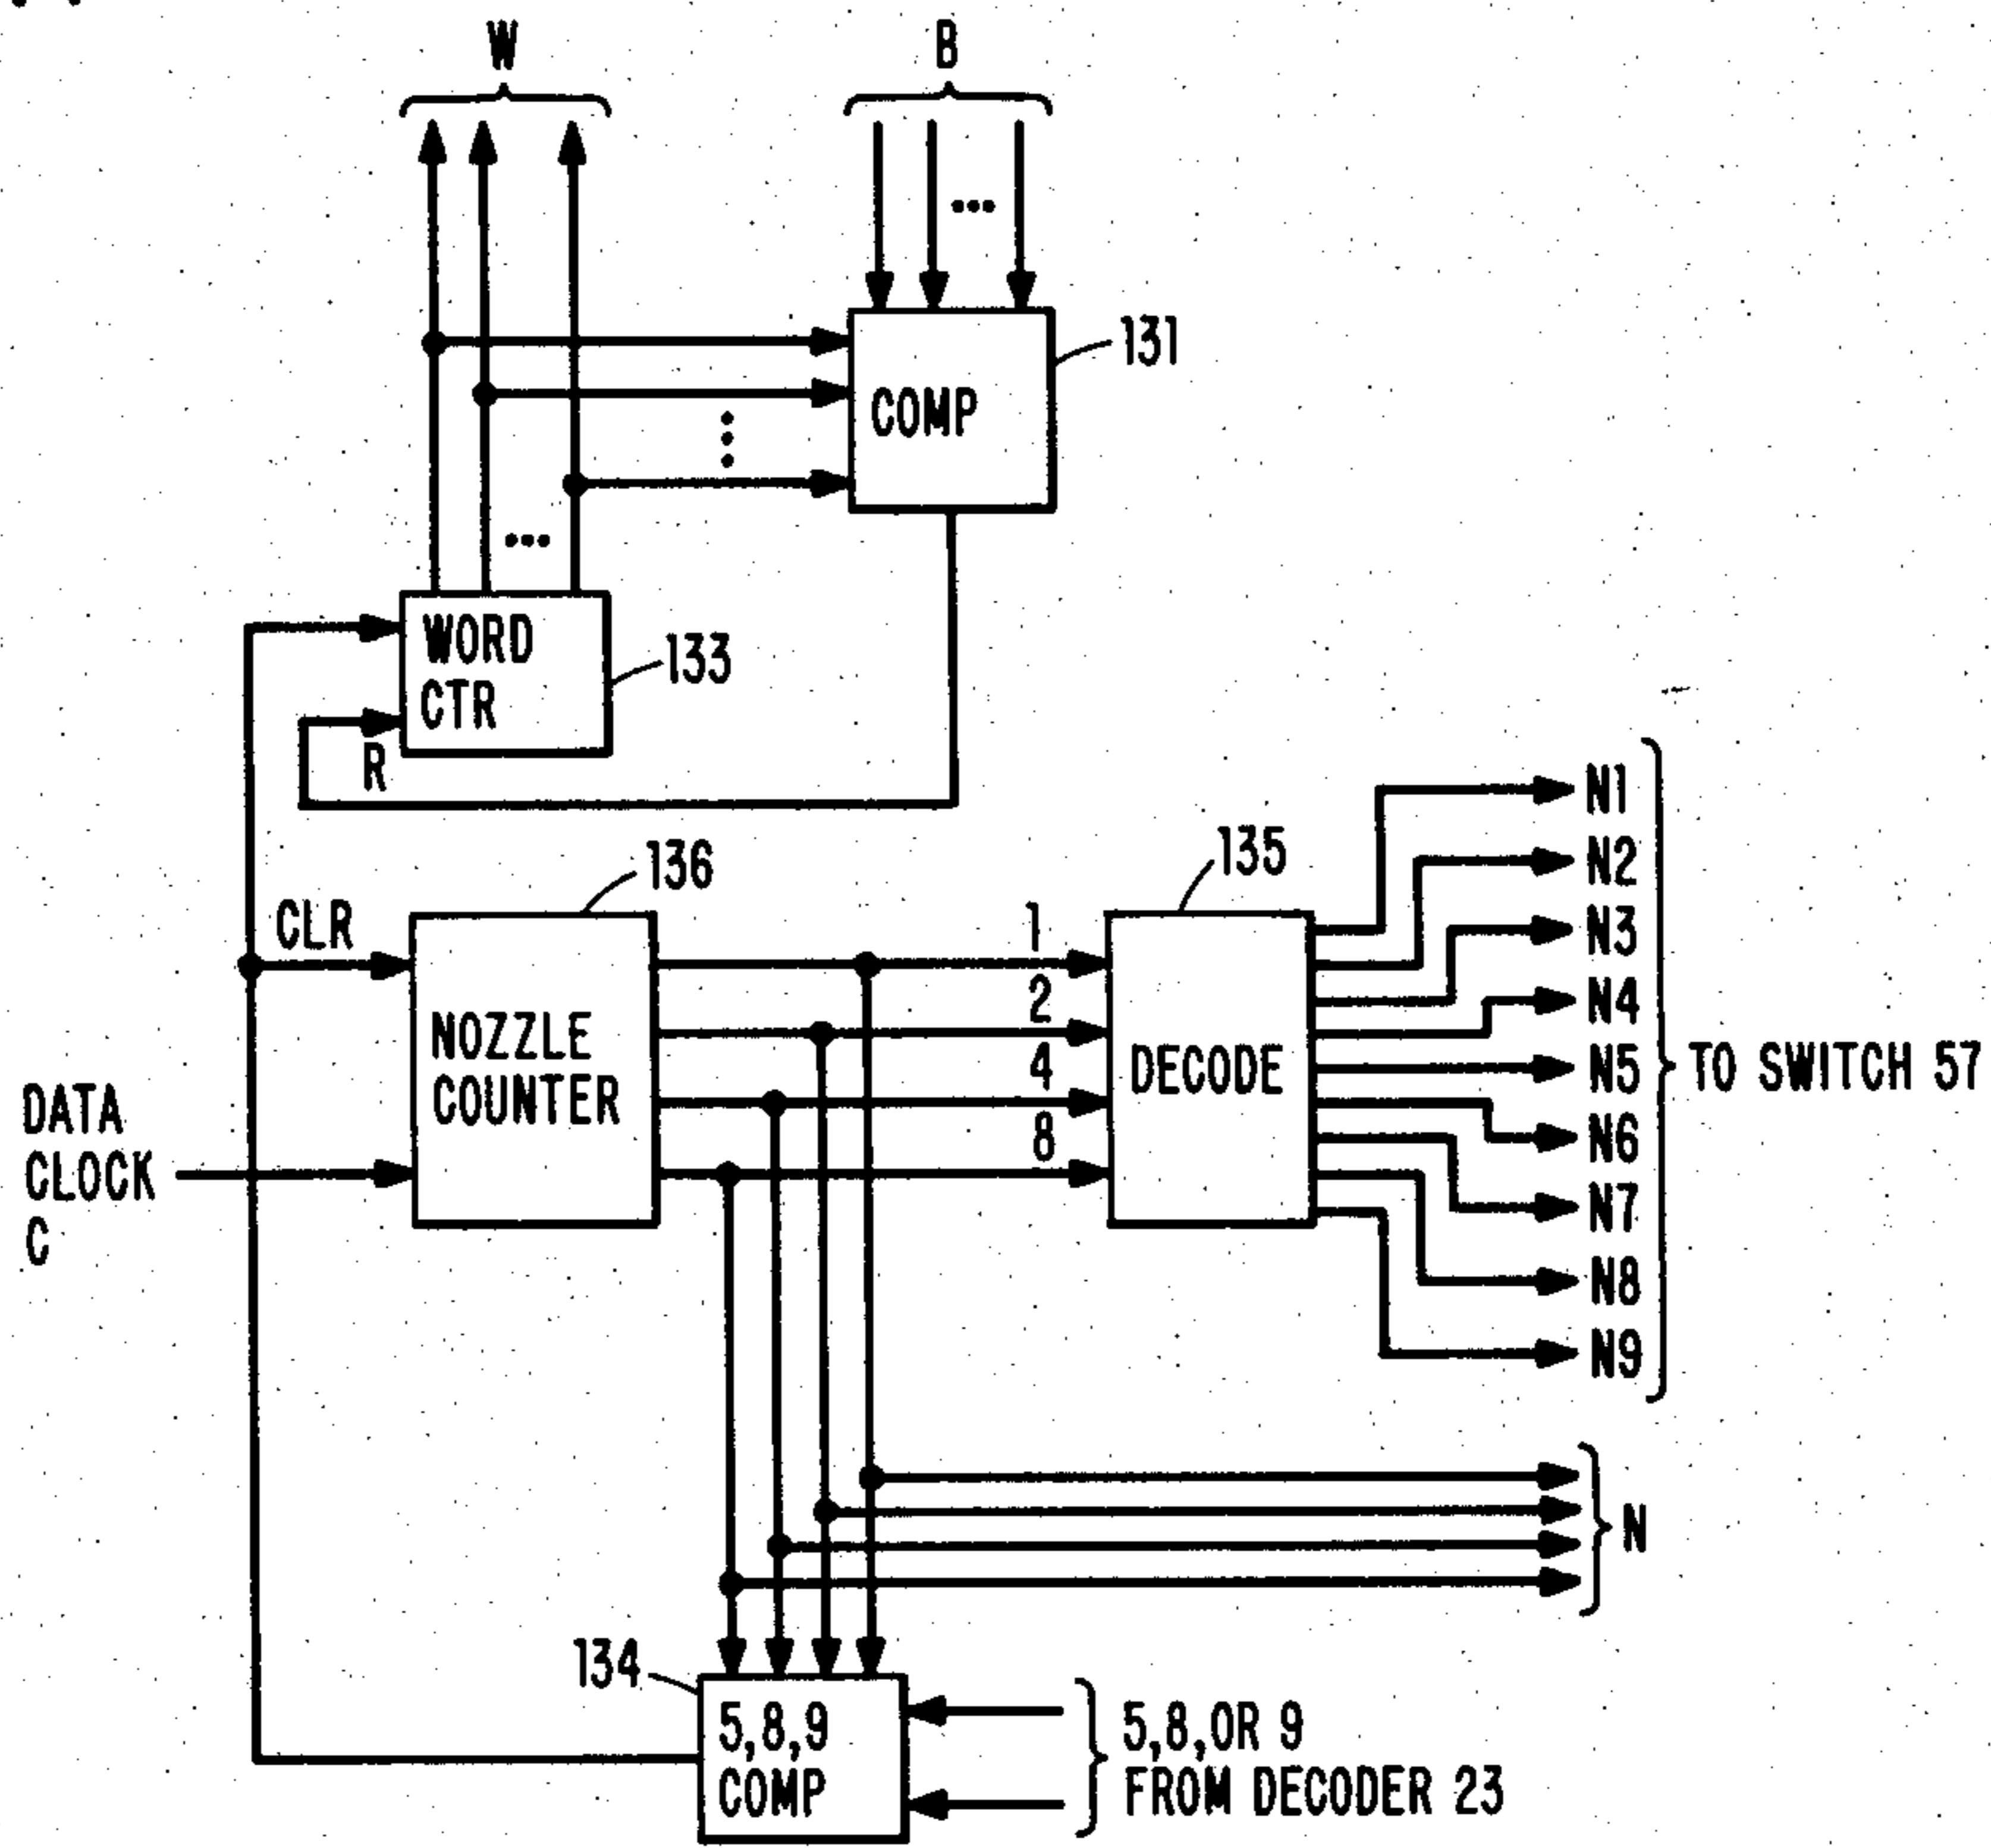 W
B
...
131
COMP
...
WORD
CTR
133
R
136
135
CLR
NOZZLE
COUNTER
1
2
4
8
DECODE
DATA
CLOCK
C
N1
N2
N3
N4
N5
N6
N7
N8
N9
TO SWITCH 57
N
134
5,8,9
COMP
5,8,OR 9
FROM DECODER 23